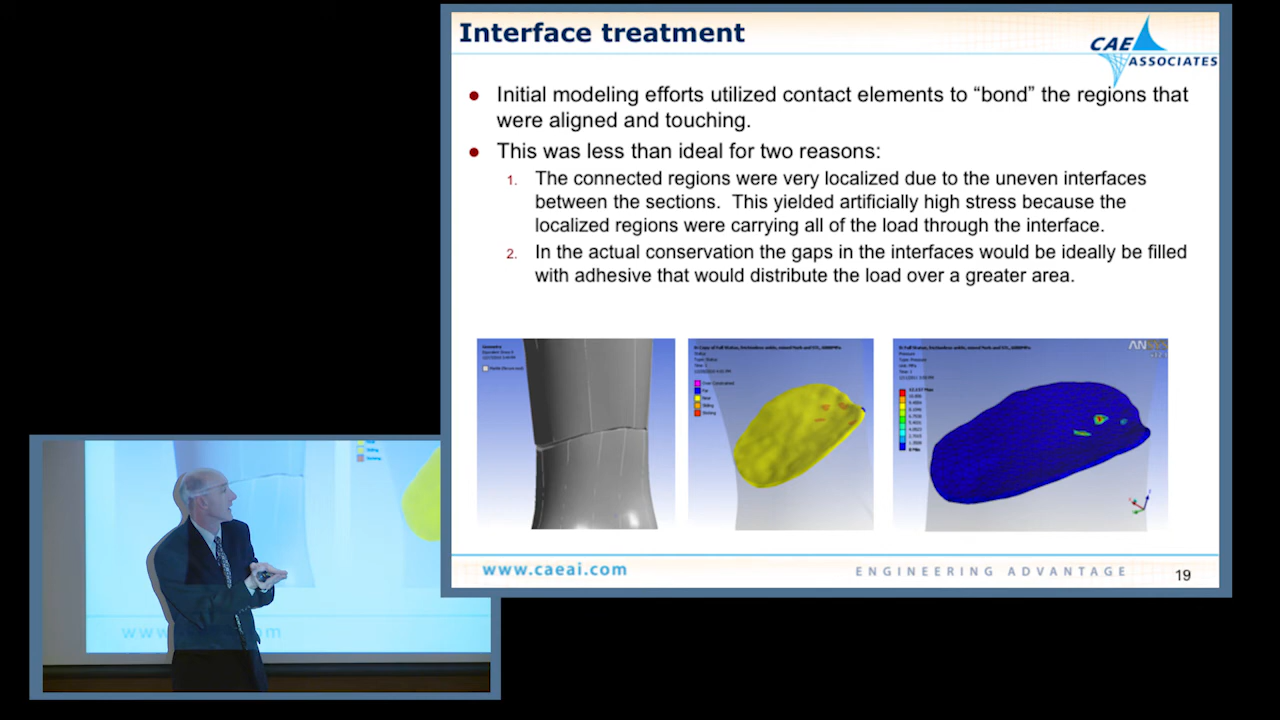 Interface treatment
CAE
ASSOCIATES
● Initial modeling efforts utilized contact elements to “bond” the regions that
were aligned and touching.
● This was less than ideal for two reasons:
1. The connected regions were very localized due to the uneven interfaces
between the sections. This yielded artificially high stress because the
localized regions were carrying all of the load through the interface.
2. In the actual conservation the gaps in the interfaces would be ideally be filled
with adhesive that would distribute the load over a greater area.
Geometry
Status
Pressure
AN
www.caeai.com
ENGINEERING ADVANTAGE
19